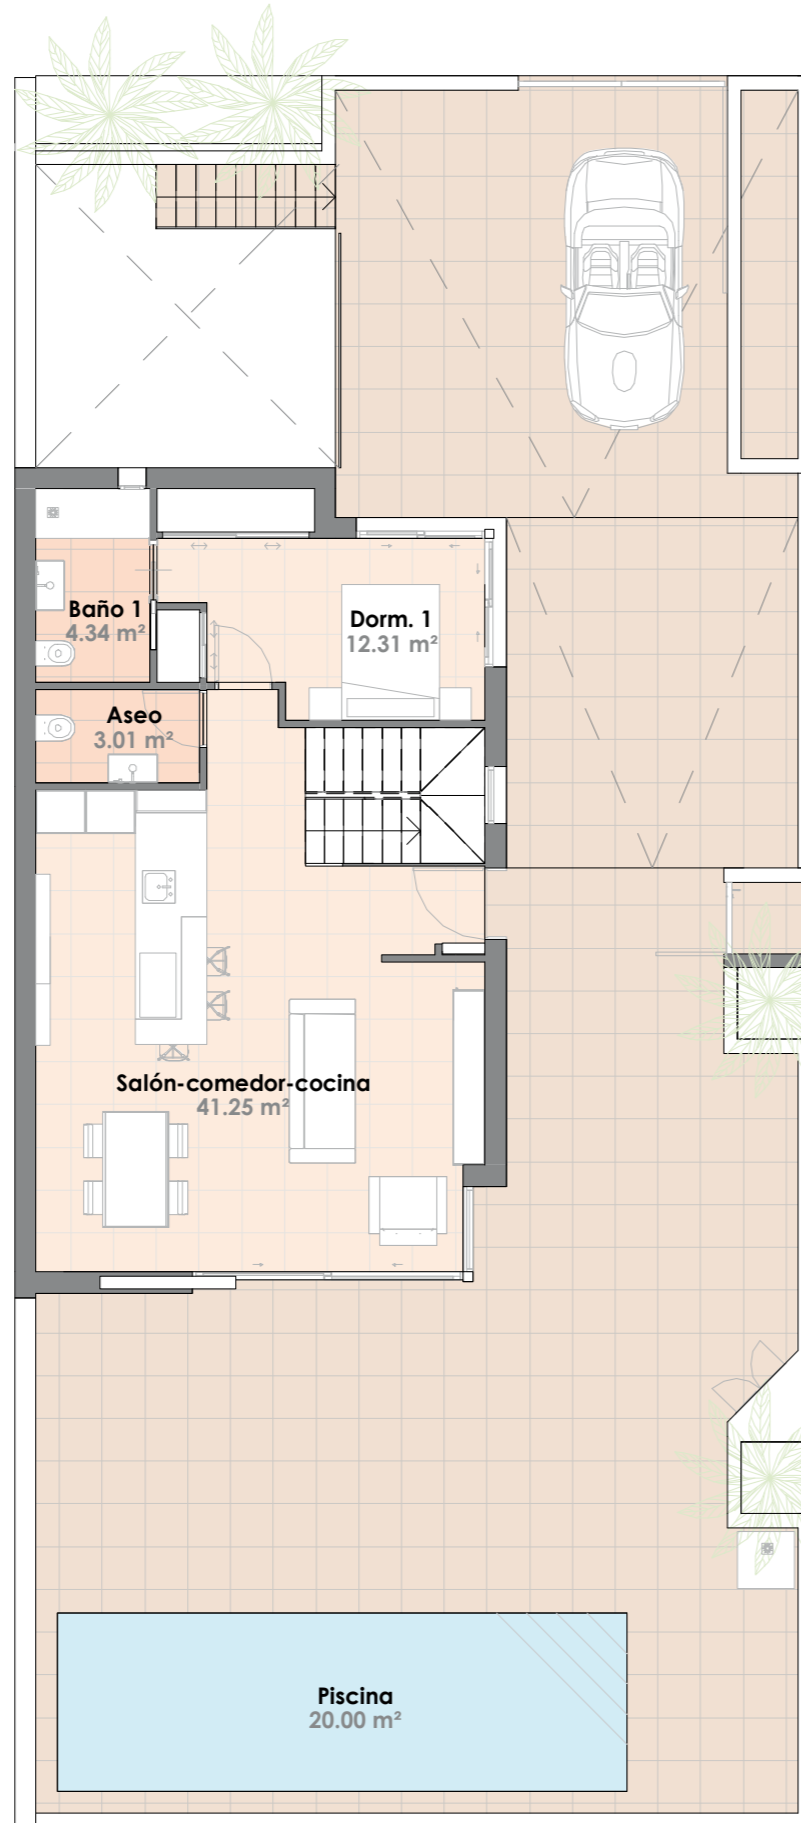 Baño 1
4.34 m²
Dorm. 1
12.31 m²
Aseo
3.01 m²
Salón-comedor-cocina
41.25 m²
Piscina
20.00 m²